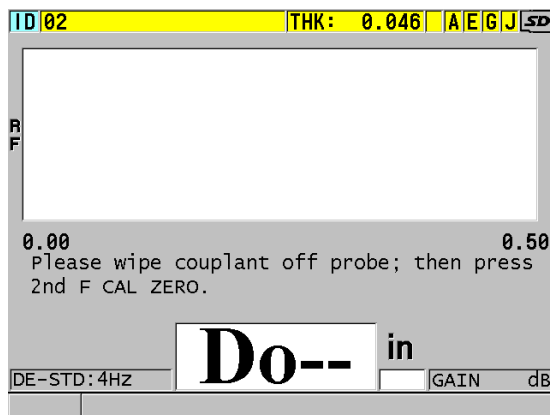 ID 02 THK: 0.046 A E G J SD
RF
0.00 0.50
Please wipe couplant off probe; then press
2nd F CAL ZERO.
Do-- in
DE-STD:4Hz GAIN dB